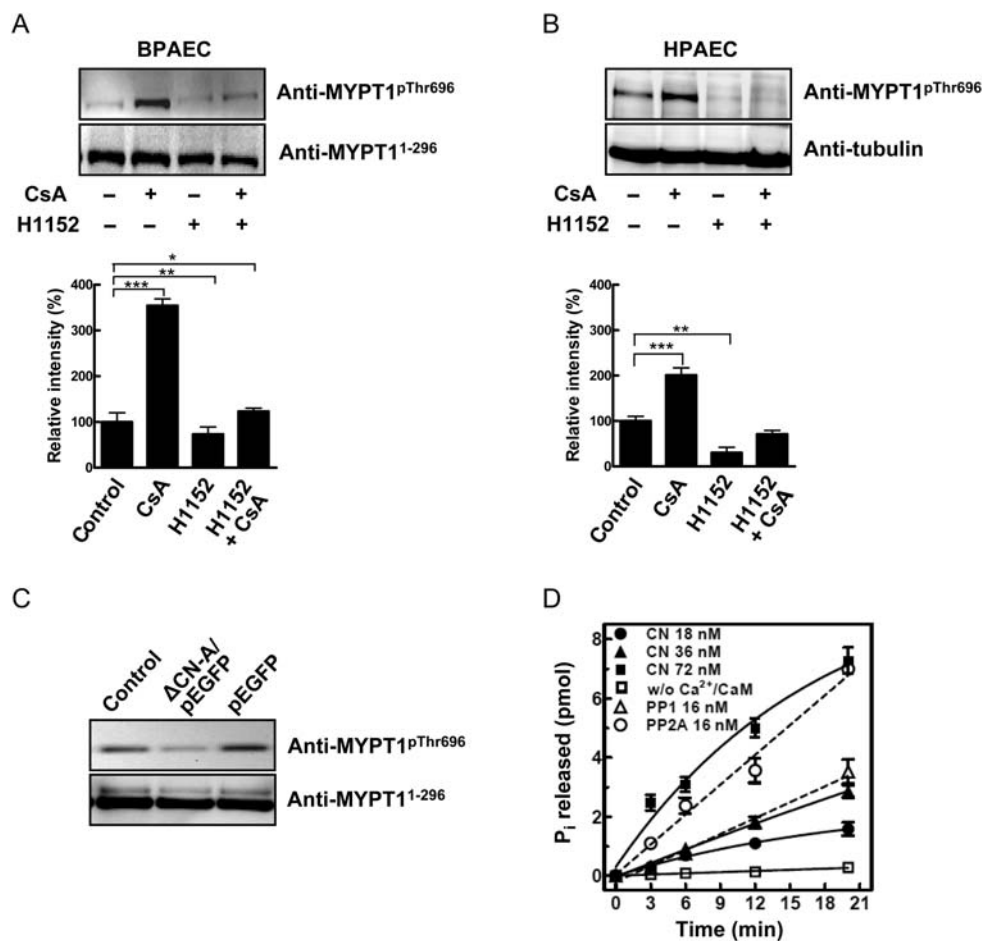 A
BPAEC
Anti-MYPT1pThr696
Anti-MYPT11-296
CsA – + – +
H1152 – – + +
* 
**
***
Relative intensity (%)
400
300
200
100
0
Control
CsA
H1152
H1152
+ CsA
B
HPAEC
Anti-MYPT1pThr696
Anti-tubulin
CsA – + – +
H1152 – – + +
**
***
Relative intensity (%)
400
300
200
100
0
Control
CsA
H1152
H1152
+ CsA
C
Control
ΔCN-A/
pEGFP
pEGFP
Anti-MYPT1pThr696
Anti-MYPT11-296
D
CN 18 nM
CN 36 nM
CN 72 nM
w/o Ca2+/CaM
PP1 16 nM
PP2A 16 nM
Pi released (pmol)
8
6
4
2
0
0 3 6 9 12 15 18 21
Time (min)